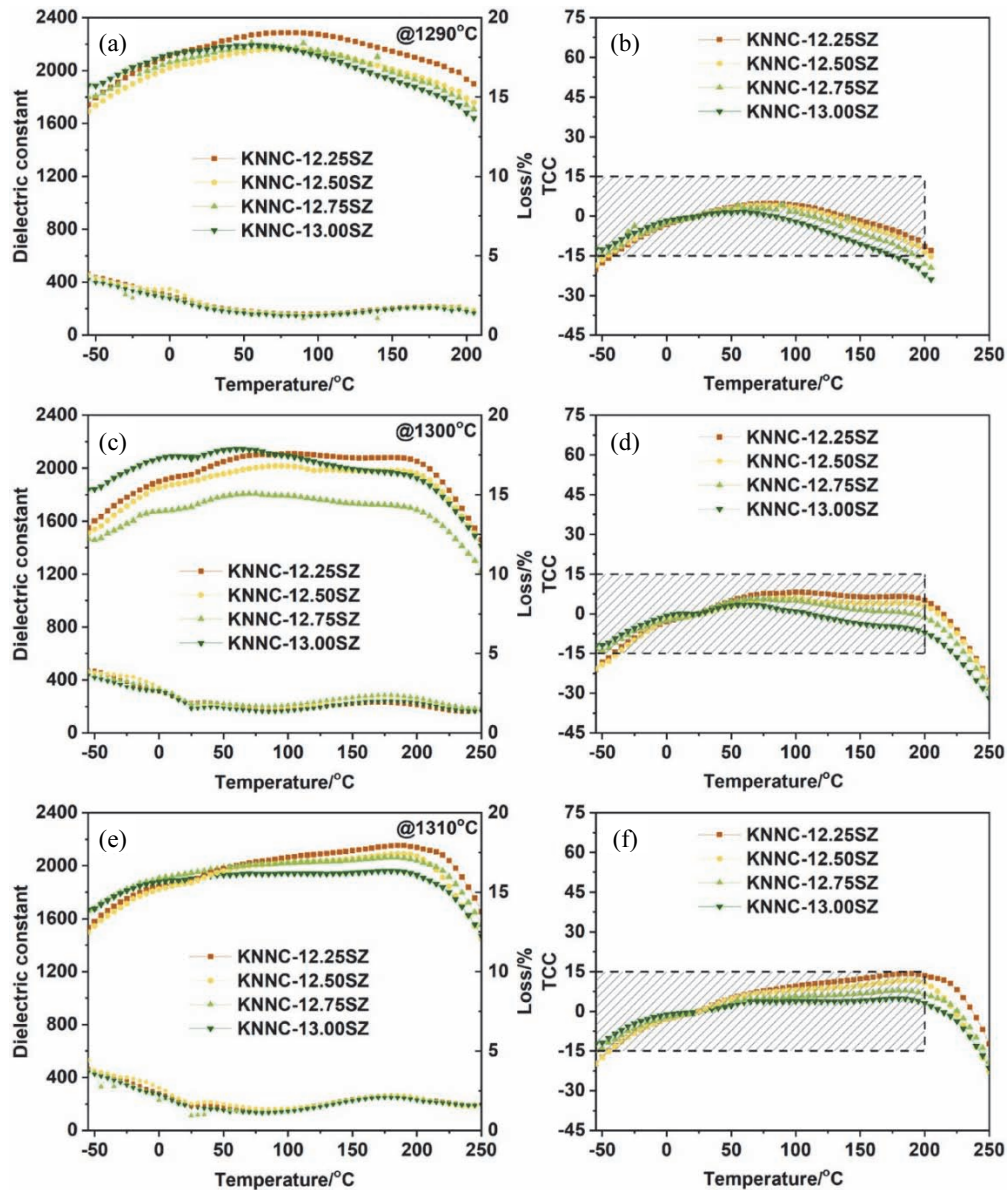 (a)
@1290°C
2400
2000
1600
1200
800
400
0
20
15
10
5
0
Dielectric constant
Loss/%
KNNC-12.25SZ
KNNC-12.50SZ
KNNC-12.75SZ
KNNC-13.00SZ
-50 0 50 100 150 200
Temperature/°C
(b)
75
60
45
30
15
0
-15
-30
-45
TCC
KNNC-12.25SZ
KNNC-12.50SZ
KNNC-12.75SZ
KNNC-13.00SZ
-50 0 50 100 150 200 250
Temperature/°C
(c)
@1300°C
2400
2000
1600
1200
800
400
0
20
15
10
5
0
Dielectric constant
Loss/%
KNNC-12.25SZ
KNNC-12.50SZ
KNNC-12.75SZ
KNNC-13.00SZ
-50 0 50 100 150 200 250
Temperature/°C
(d)
75
60
45
30
15
0
-15
-30
-45
TCC
KNNC-12.25SZ
KNNC-12.50SZ
KNNC-12.75SZ
KNNC-13.00SZ
-50 0 50 100 150 200 250
Temperature/°C
(e)
@1310°C
2400
2000
1600
1200
800
400
0
20
15
10
5
0
Dielectric constant
Loss/%
KNNC-12.25SZ
KNNC-12.50SZ
KNNC-12.75SZ
KNNC-13.00SZ
-50 0 50 100 150 200 250
Temperature/°C
(f)
75
60
45
30
15
0
-15
-30
-45
TCC
KNNC-12.25SZ
KNNC-12.50SZ
KNNC-12.75SZ
KNNC-13.00SZ
-50 0 50 100 150 200 250
Temperature/°C